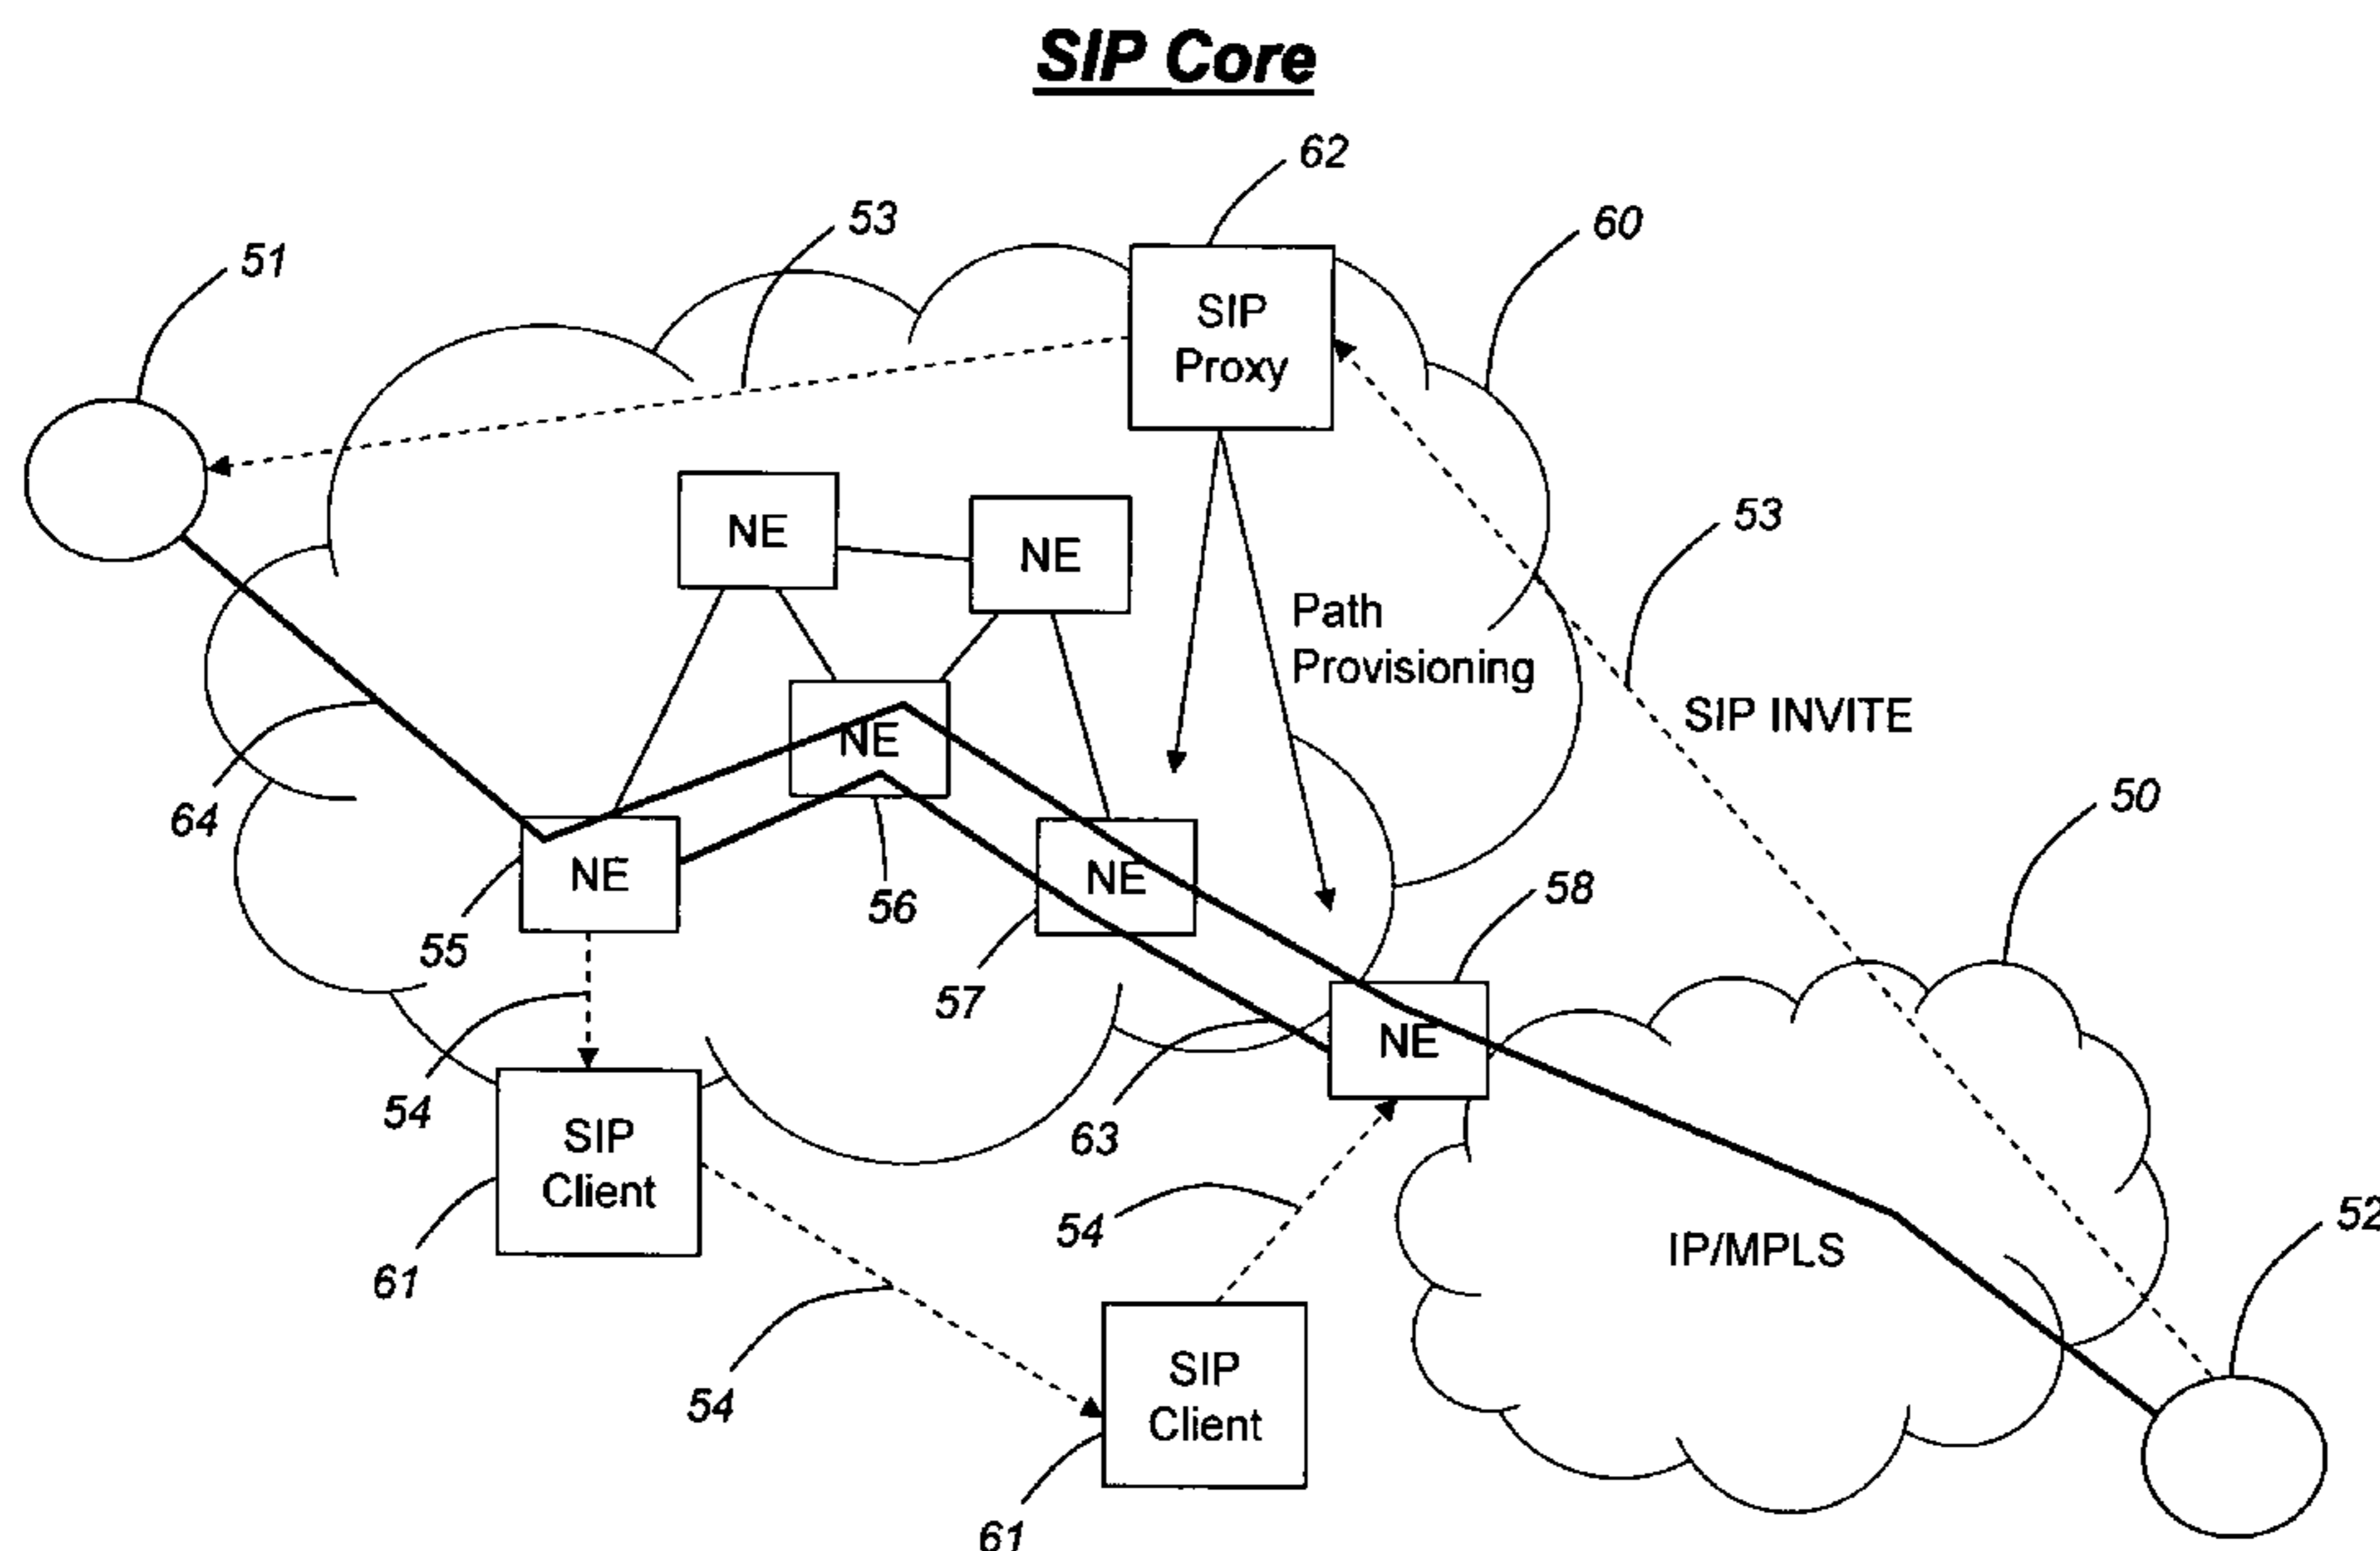 SIP Core
62
53
60
51
SIP
Proxy
53
NE
NE
Path
Provisioning
SIP INVITE
NE
50
64
NE
NE
58
56
55
57
NE
54
63
SIP
Client
54
52
IP/MPLS
61
SIP
Client
54
61